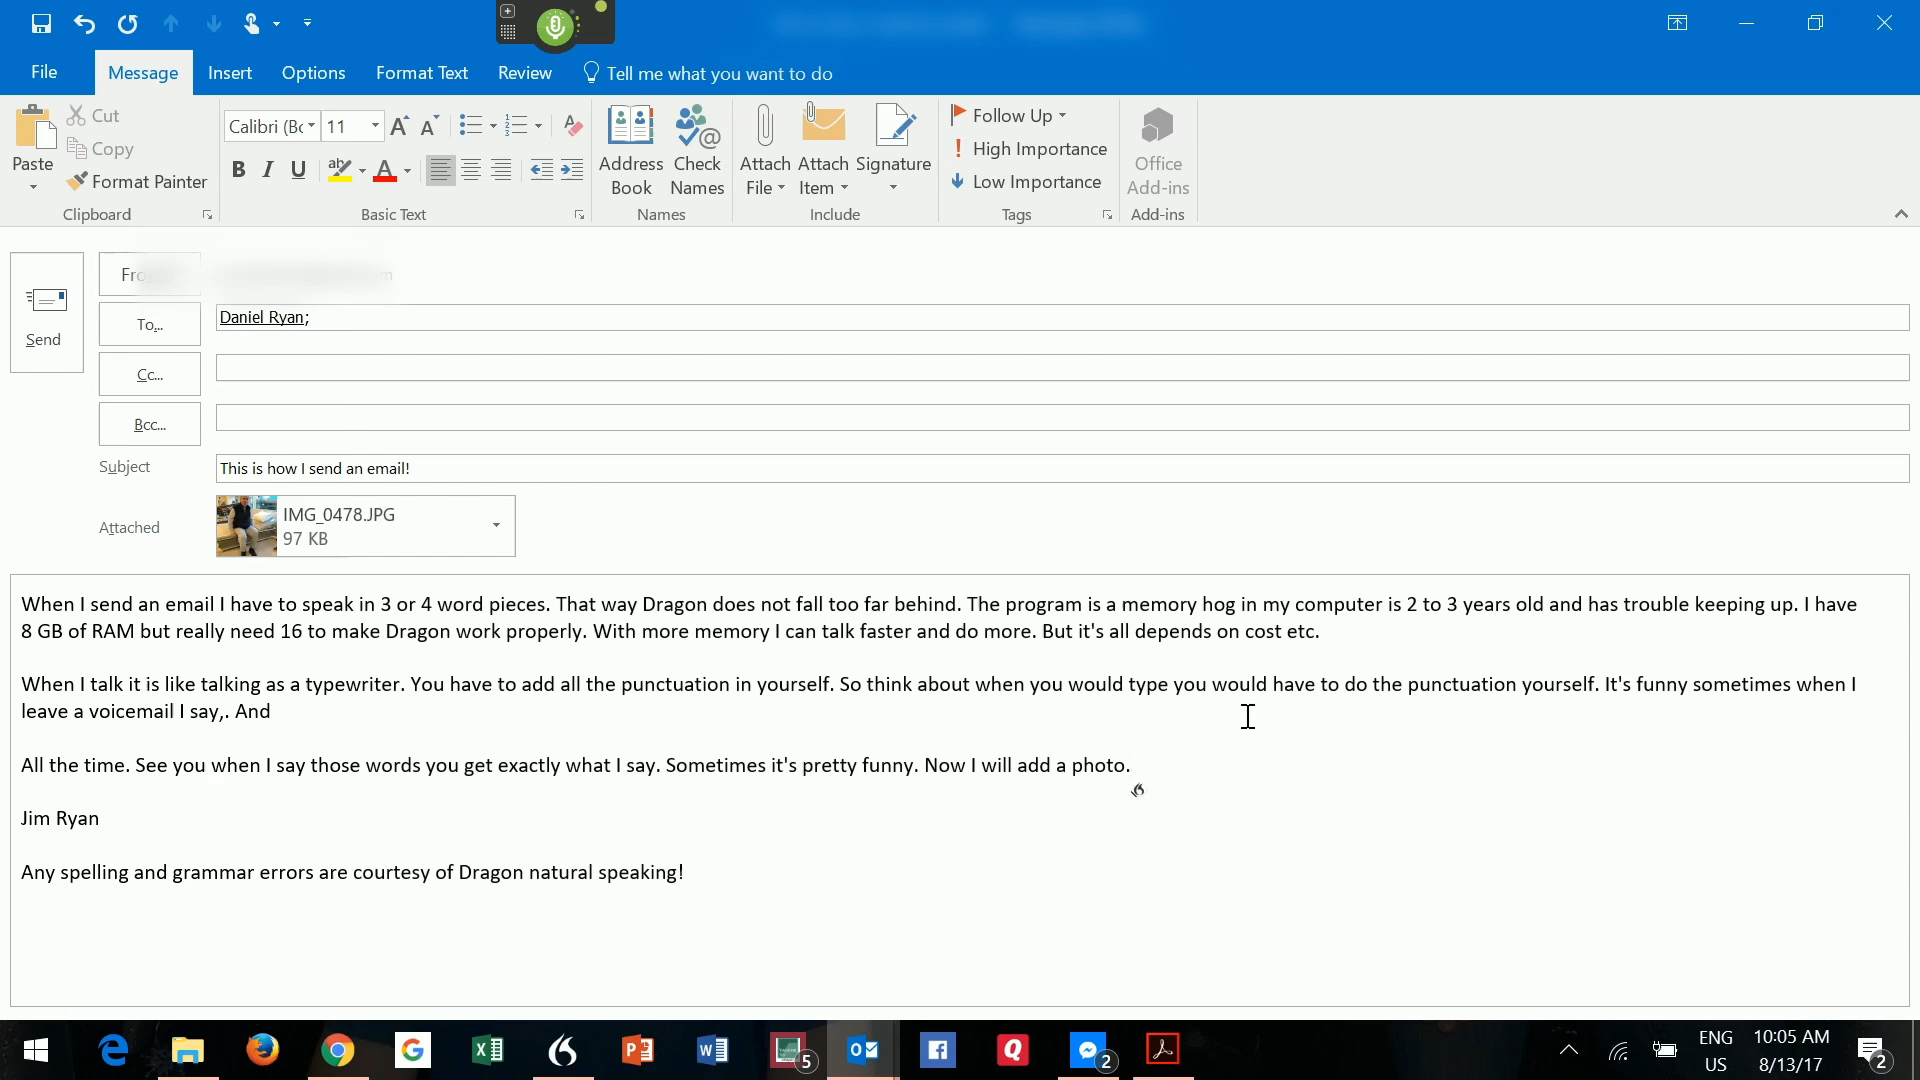 File Message Insert Options Format Text Review Tell me what you want to do
Paste Cut Copy Format Painter
Clipboard
Calibri (Bc 11
Basic Text
Address Book Check Names
Names
Attach File Attach Item Signature
Include
Follow Up
High Importance
Low Importance
Tags
Office Add-ins
Add-ins
Send
To...
Daniel Ryan;
Cc...
Bcc...
Subject
This is how I send an email!
Attached
IMG_0478.JPG
97 KB
When I send an email I have to speak in 3 or 4 word pieces. That way Dragon does not fall too far behind. The program is a memory hog in my computer is 2 to 3 years old and has trouble keeping up. I have
8 GB of RAM but really need 16 to make Dragon work properly. With more memory I can talk faster and do more. But it's all depends on cost etc.
When I talk it is like talking as a typewriter. You have to add all the punctuation in yourself. So think about when you would type you would have to do the punctuation yourself. It's funny sometimes when I
leave a voicemail I say,. And
All the time. See you when I say those words you get exactly what I say. Sometimes it's pretty funny. Now I will add a photo.
Jim Ryan
Any spelling and grammar errors are courtesy of Dragon natural speaking!
5
2
ENG
US
10:05 AM
8/13/17
2